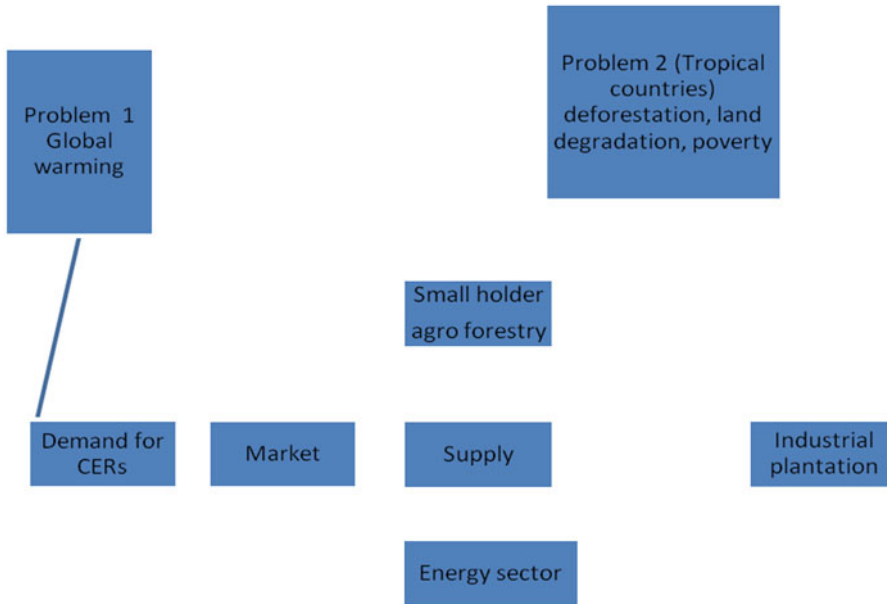 Problem 1
Global
warming
Problem 2 (Tropical
countries)
deforestation, land
degradation, poverty
Small holder
agro forestry
Demand for
CERs
Market
Supply
Industrial
plantation
Energy sector